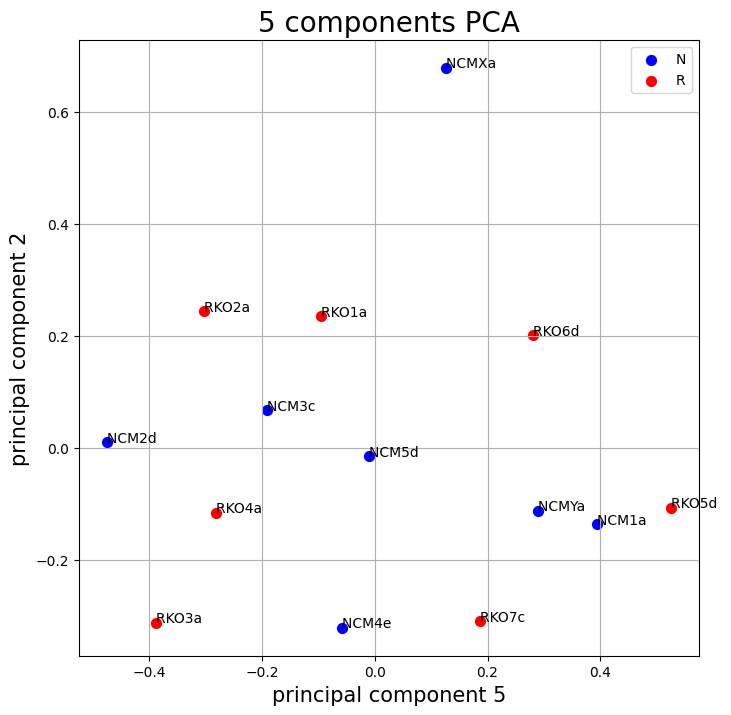 5 components PCA
N
R
NCMXa
RKO2a
RKO1a
RKO6d
NCM3c
NCM2d
NCM5d
RKO4a
NCMYa
RKO5d
NCM1a
RKO3a
NCM4e
RKO7c
0.6
0.4
0.2
0.0
−0.2
principal component 2
−0.4
−0.2
0.0
0.2
0.4
principal component 5